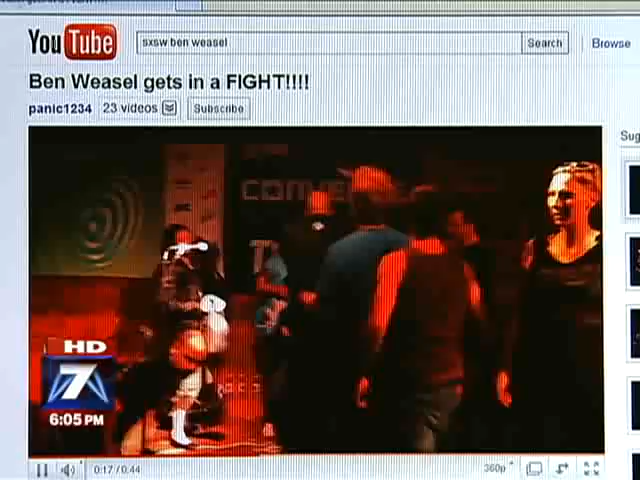 YouTube
sxsw ben weasel
Search
Browse
Ben Weasel gets in a FIGHT!!!!
panic1234
23 videos
Subscribe
Sug
HD
7
6:05 PM
0:17 / 0:44
360p